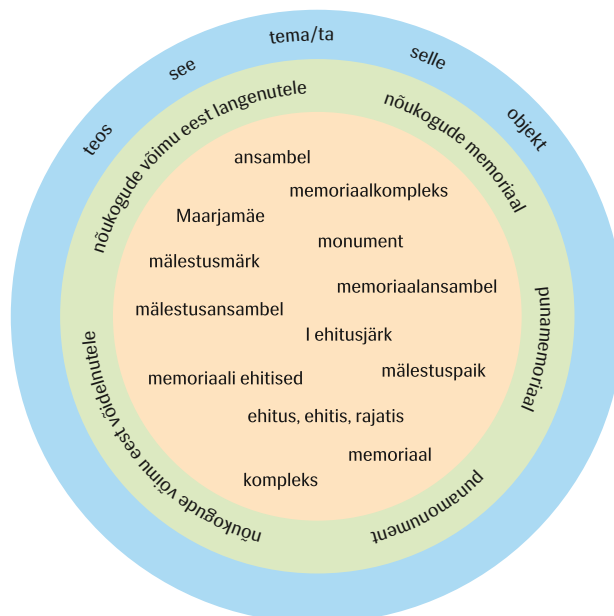 teos
see
tema/ta
selle
objekt
nõukogude võimu eest langenutele
nõukogude memoriaal
punamemoriaal
punamonument
nõukogude võimu eest võidelnutele
ansambel
memoriaalkompleks
Maarjamäe
monument
mälestusmärk
memoriaalansambel
mälestusansambel
I ehitusjärk
mälestuspaik
memoriaali ehitised
ehitus, ehitis, rajatis
memoriaal
kompleks